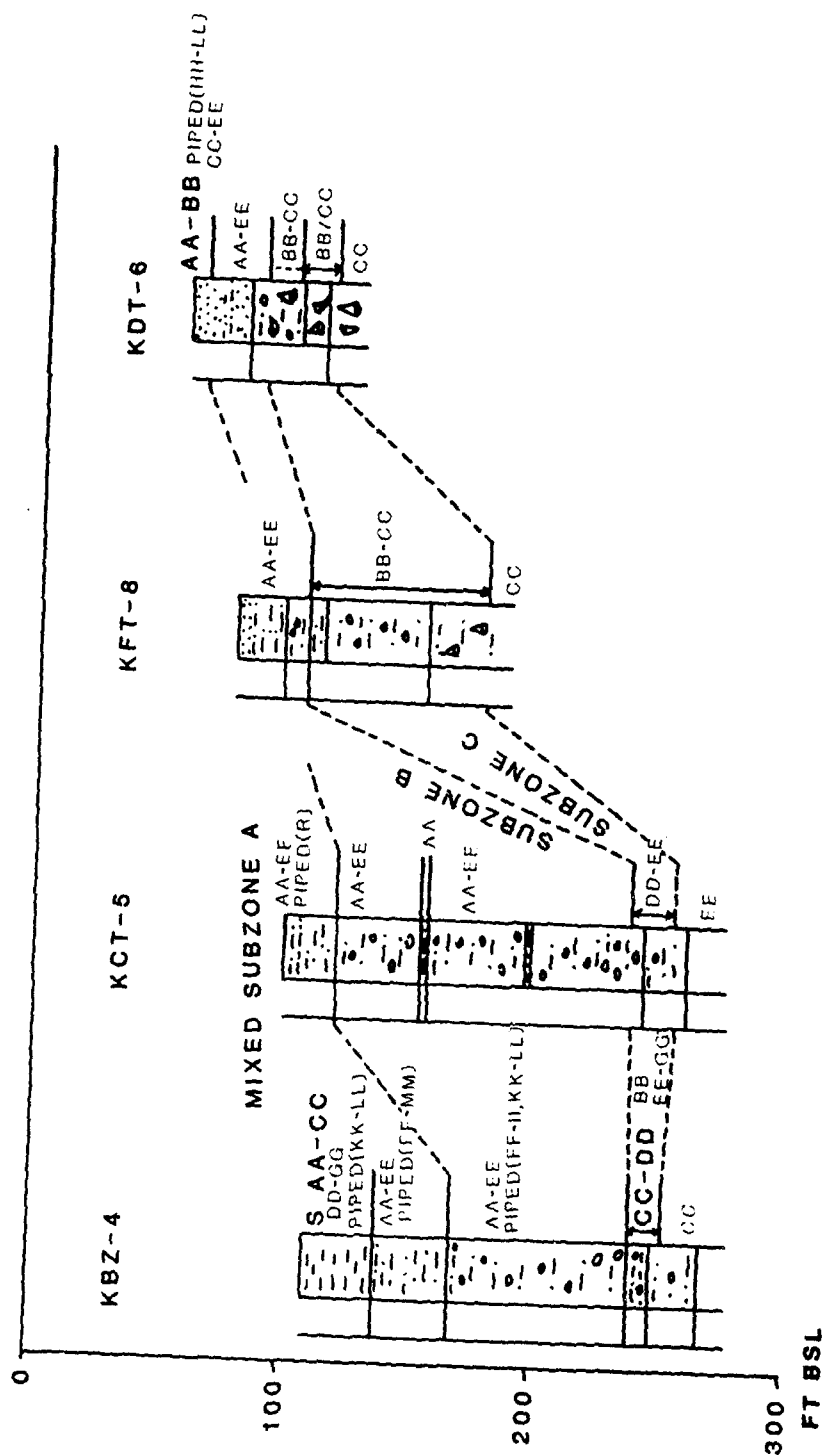 KBZ-4
KCT-5
KFT-8
KDT-6
0
100
200
300
FT BSL
MIXED SUBZONE A
S AA-CC
DD-GG
PIPED(KK-LL)
AA-EE
PIPED(FF-MM)
AA-EE
PIPED(FF-II,KK-LL)
CC-DD
BB
EE-GG
CC
AA-EE
PIPED(R)
AA-EE
AA
AA-EE
DD-EE
EE
SUBZONE B
SUBZONE C
AA-EE
BB-CC
CC
AA-BB
CC-EE
AA-EE
BB-CC
BB/CC
CC